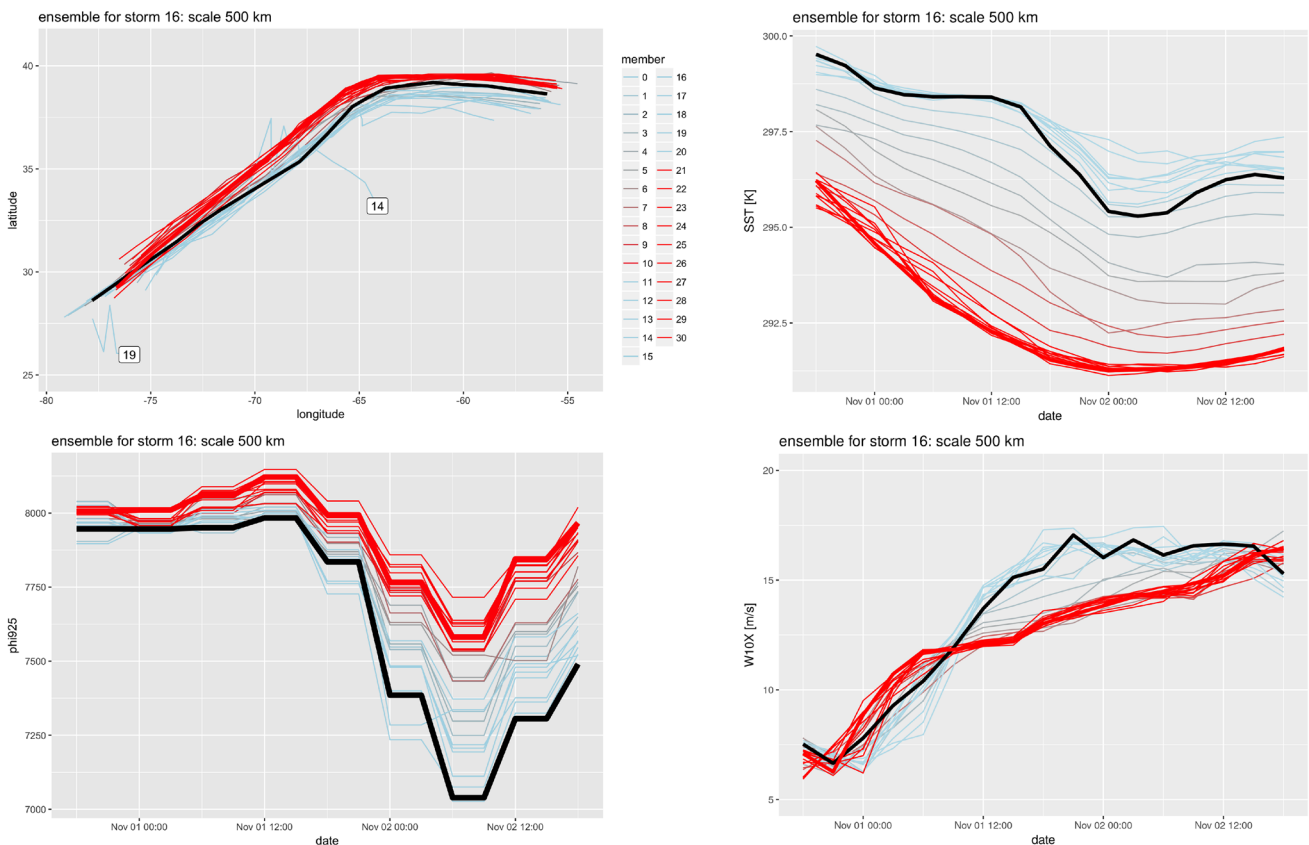 ensemble for storm 16: scale 500 km
40
35
30
25
latitude
14
19
-80 -75 -70 -65 -60 -55
longitude
member
0 16
1 17
2 18
3 19
4 20
5 21
6 22
7 23
8 24
9 25
10 26
11 27
12 28
13 29
14 30
15
ensemble for storm 16: scale 500 km
300.0
297.5
295.0
292.5
SST [K]
Nov 01 00:00 Nov 01 12:00 Nov 02 00:00 Nov 02 12:00
date
ensemble for storm 16: scale 500 km
8000
7750
7500
7250
7000
phi925
Nov 01 00:00 Nov 01 12:00 Nov 02 00:00 Nov 02 12:00
date
ensemble for storm 16: scale 500 km
20
15
10
5
W10X [m/s]
Nov 01 00:00 Nov 01 12:00 Nov 02 00:00 Nov 02 12:00
date